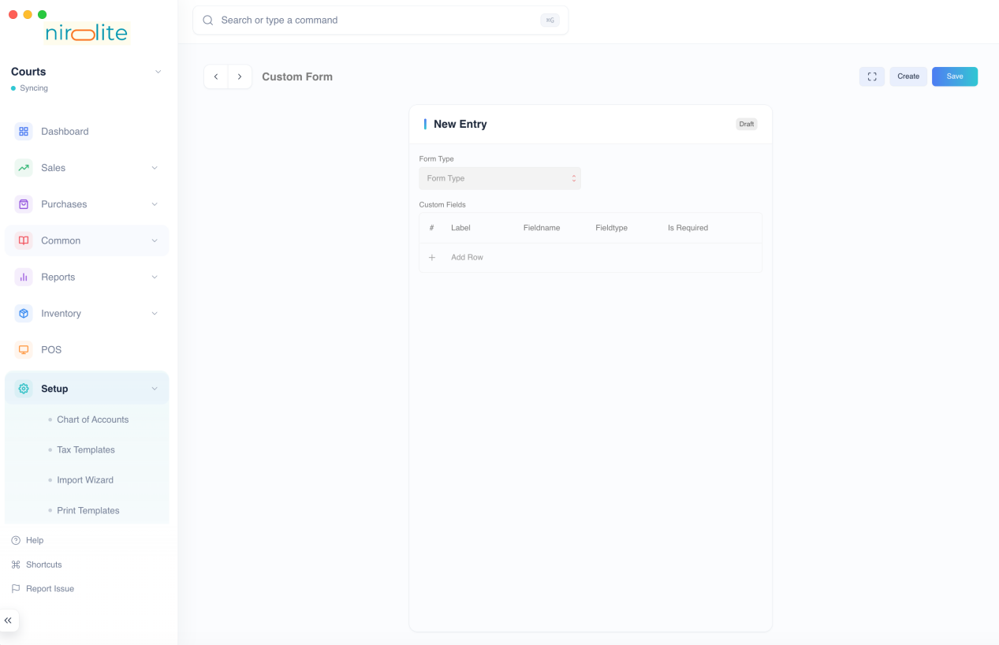 nirolite
Search or type a command
⌘G
Courts
Syncing
Dashboard
Sales
Purchases
Common
Reports
Inventory
POS
Setup
Chart of Accounts
Tax Templates
Import Wizard
Print Templates
Help
Shortcuts
Report Issue
Custom Form
Create
Save
New Entry
Draft
Form Type
Form Type
Custom Fields
# Label Fieldname Fieldtype Is Required
+ Add Row